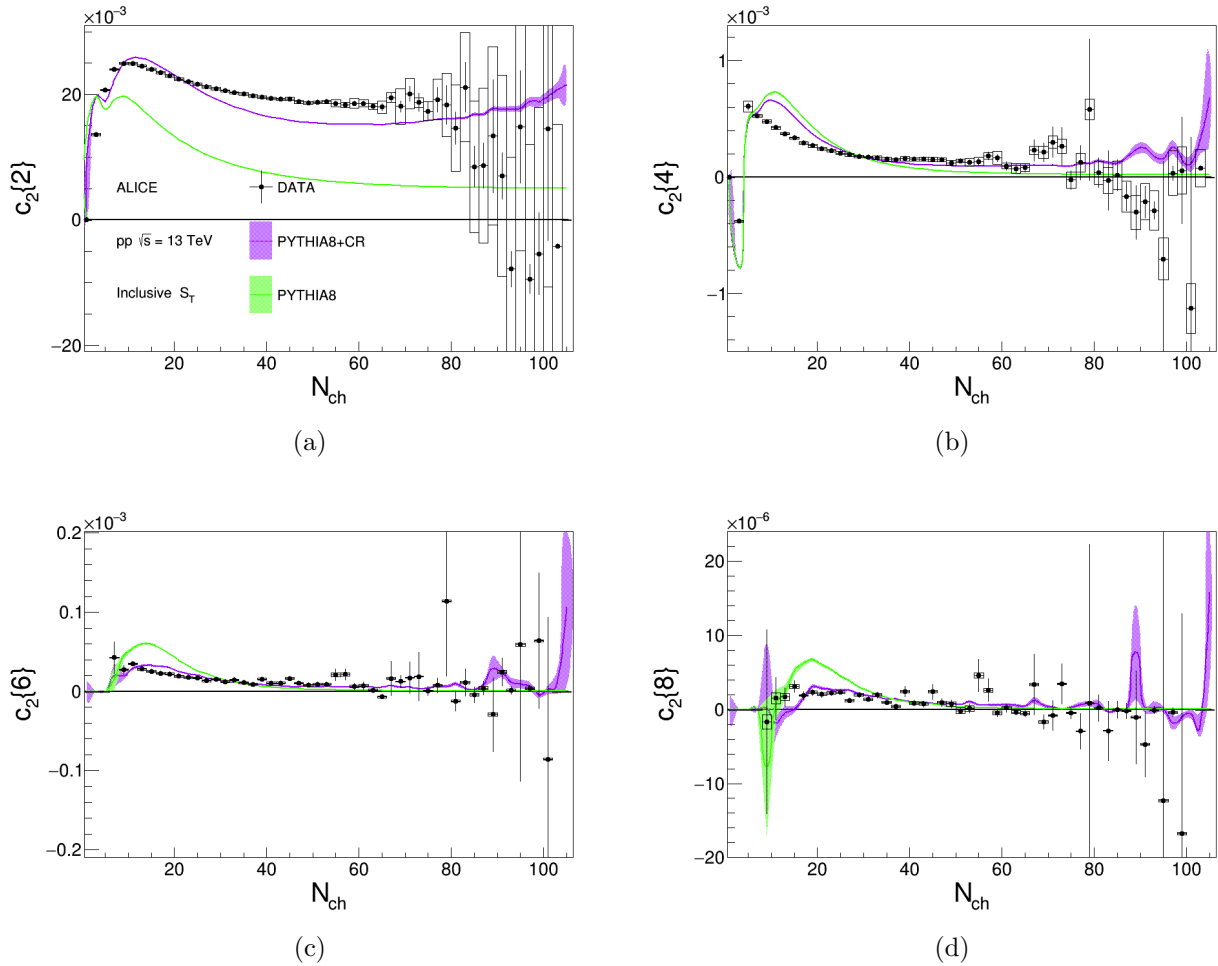 ×10⁻³
c₂{2}
20
0
−20
ALICE
DATA
pp √s = 13 TeV
PYTHIA8+CR
Inclusive S_T
PYTHIA8
20 40 60 80 100
N_ch
(a)
×10⁻³
c₂{4}
1
0
−1
20 40 60 80 100
N_ch
(b)
×10⁻³
c₂{6}
0.2
0.1
0
−0.1
−0.2
20 40 60 80 100
N_ch
(c)
×10⁻⁶
c₂{8}
20
10
0
−10
−20
20 40 60 80 100
N_ch
(d)